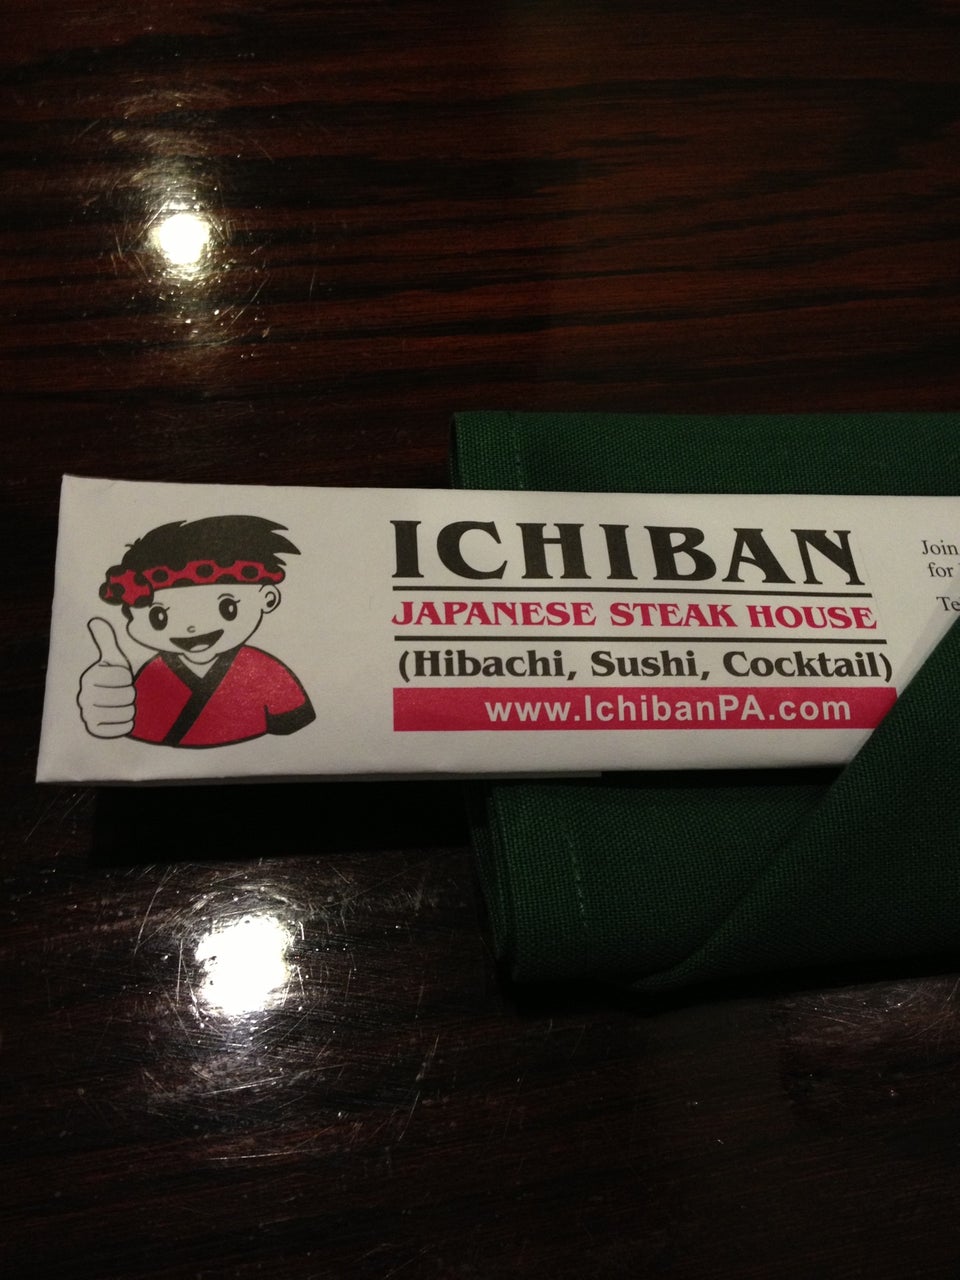 ICHIBAN
JAPANESE STEAK HOUSE
(Hibachi, Sushi, Cocktail)
www.IchibanPA.com
Join
for